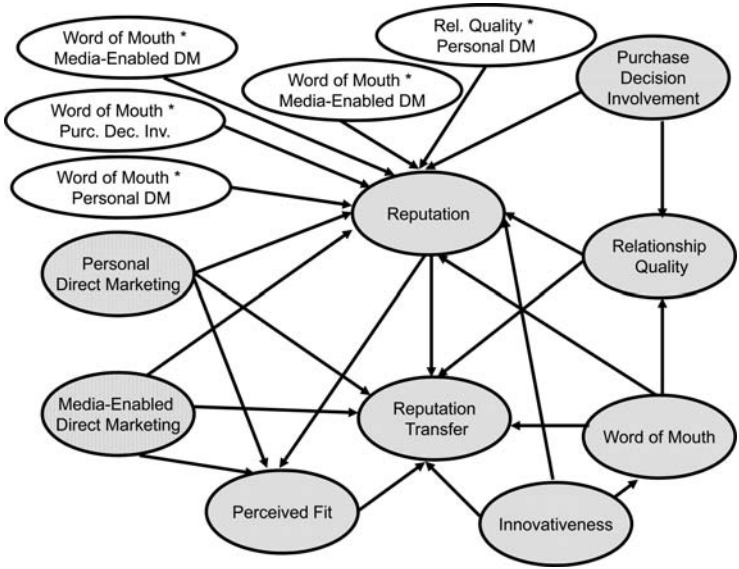 Word of Mouth *
Media-Enabled DM
Rel. Quality *
Personal DM
Purchase
Decision
Involvement
Word of Mouth *
Media-Enabled DM
Word of Mouth *
Purc. Dec. Inv.
Word of Mouth *
Personal DM
Reputation
Personal
Direct Marketing
Relationship
Quality
Media-Enabled
Direct Marketing
Reputation
Transfer
Word of Mouth
Perceived Fit
Innovativeness